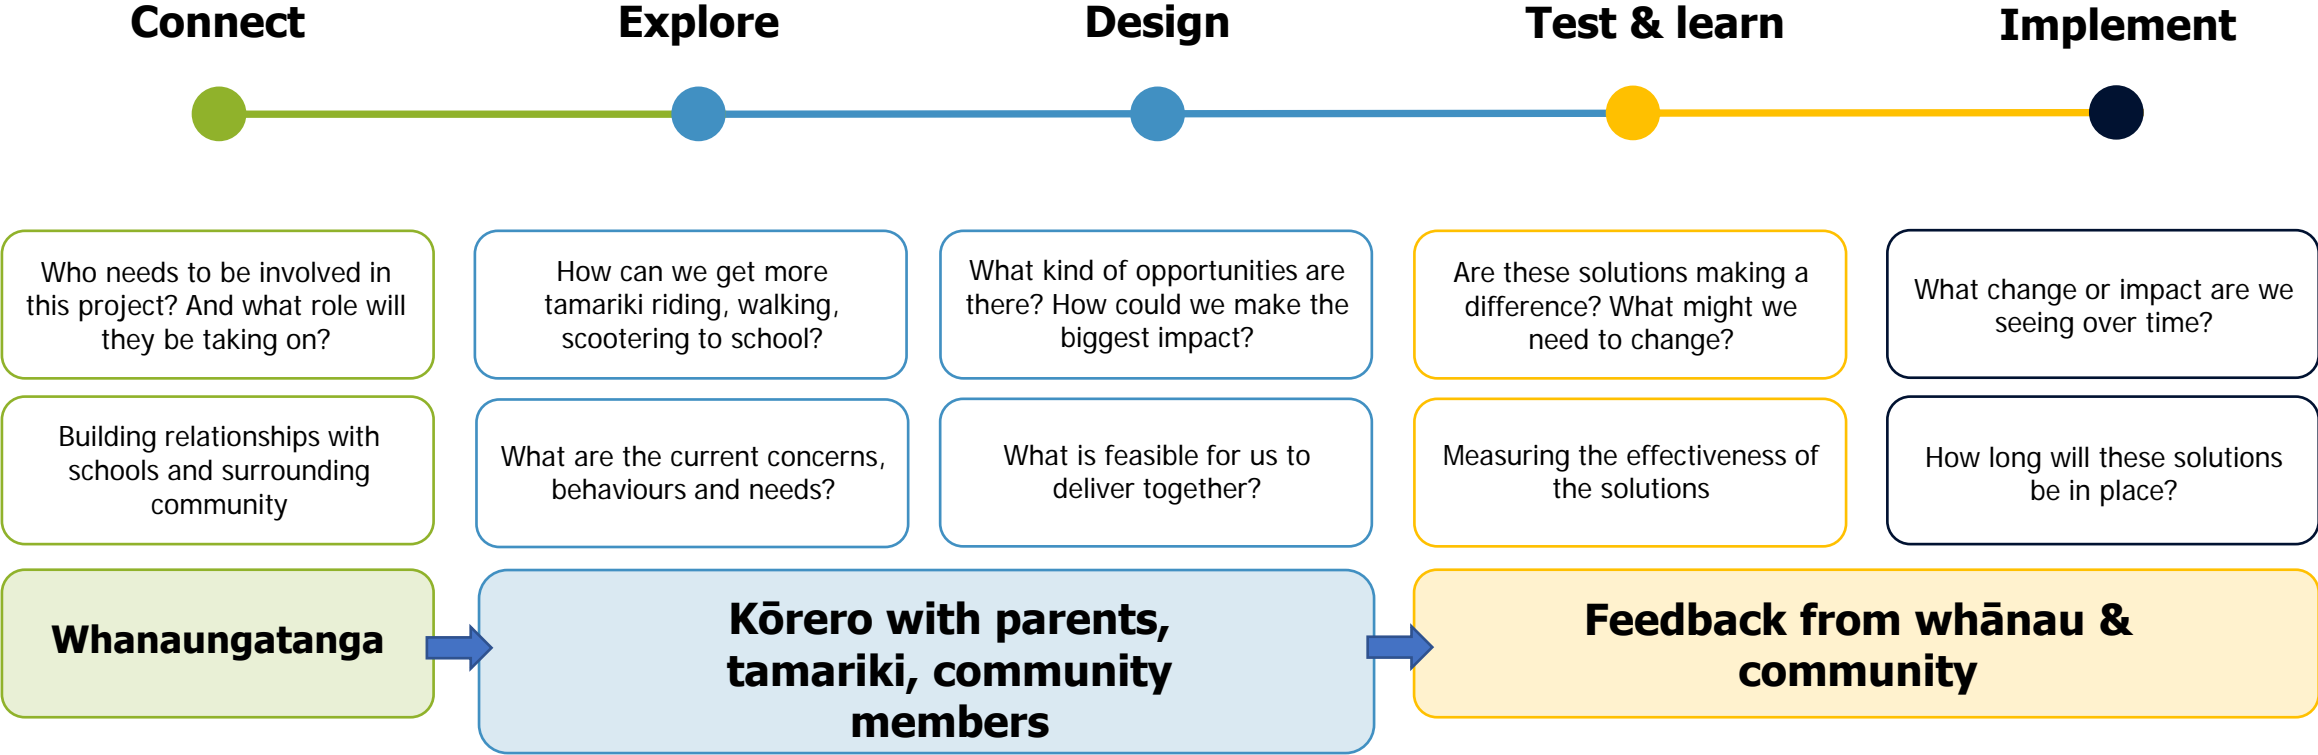 Connect
Explore
Design
Test & learn
Implement
Who needs to be involved in
this project? And what role will
they be taking on?
How can we get more
tamariki riding, walking,
scootering to school?
What kind of opportunities are
there? How could we make the
biggest impact?
Are these solutions making a
difference? What might we
need to change?
What change or impact are we
seeing over time?
Building relationships with
schools and surrounding
community
What are the current concerns,
behaviours and needs?
What is feasible for us to
deliver together?
Measuring the effectiveness of
the solutions
How long will these solutions
be in place?
Whanaungatanga
Kōrero with parents,
tamariki, community
members
Feedback from whānau &
community